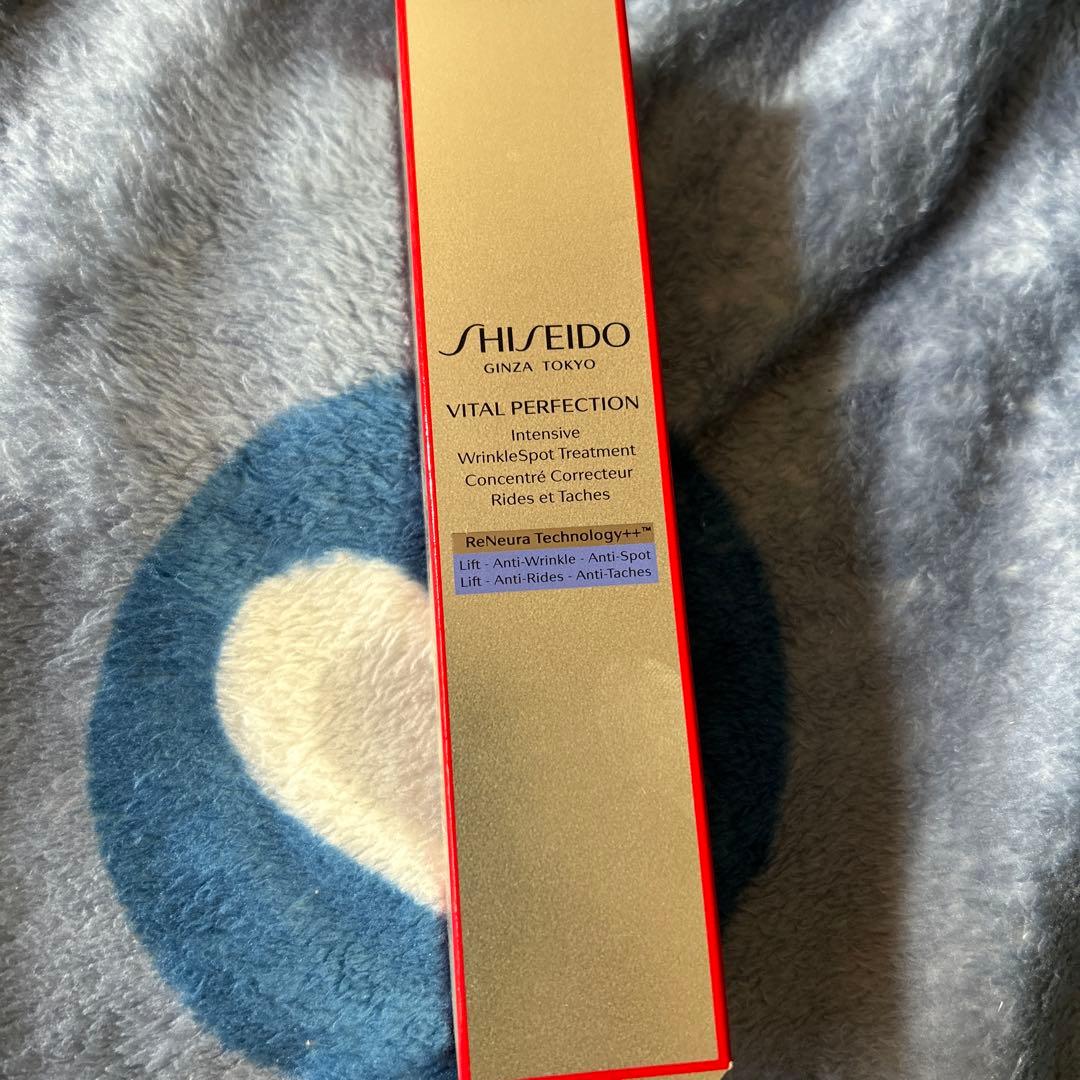 SHISEIDO
GINZA TOKYO
VITAL PERFECTION
Intensive
WrinkleSpot Treatment
Concentré Correcteur
Rides et Taches
ReNeura Technology++™
Lift - Anti-Wrinkle - Anti-Spot
Lift - Anti-Rides - Anti-Taches